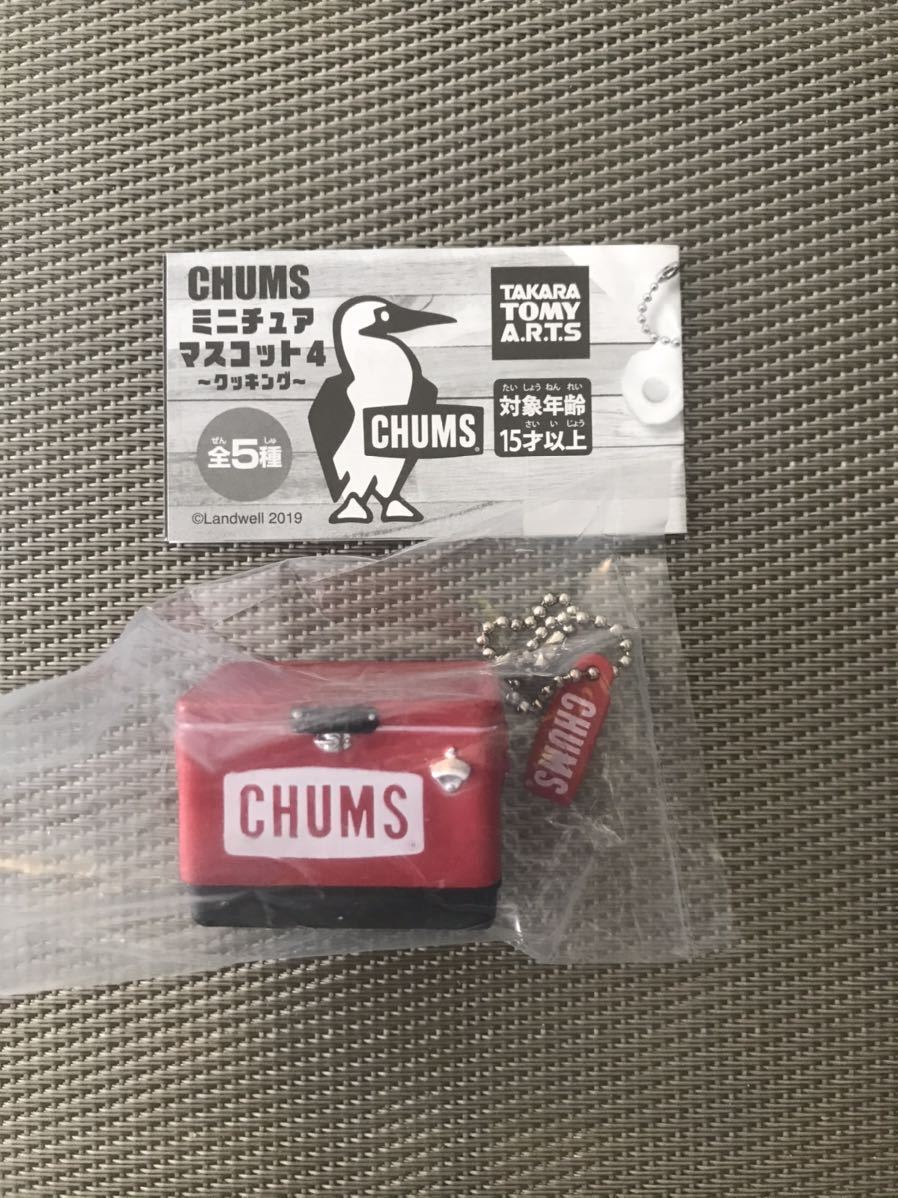 CHUMS
ミニチュア
マスコット4
～クッキング～
ぜん しゅ
全5種
©Landwell 2019
CHUMS®
TAKARA
TOMY
A.R.T.S
たい しょう ねん れい
対象年齢
さい い じょう
15才以上
CHUMS
CHUMS